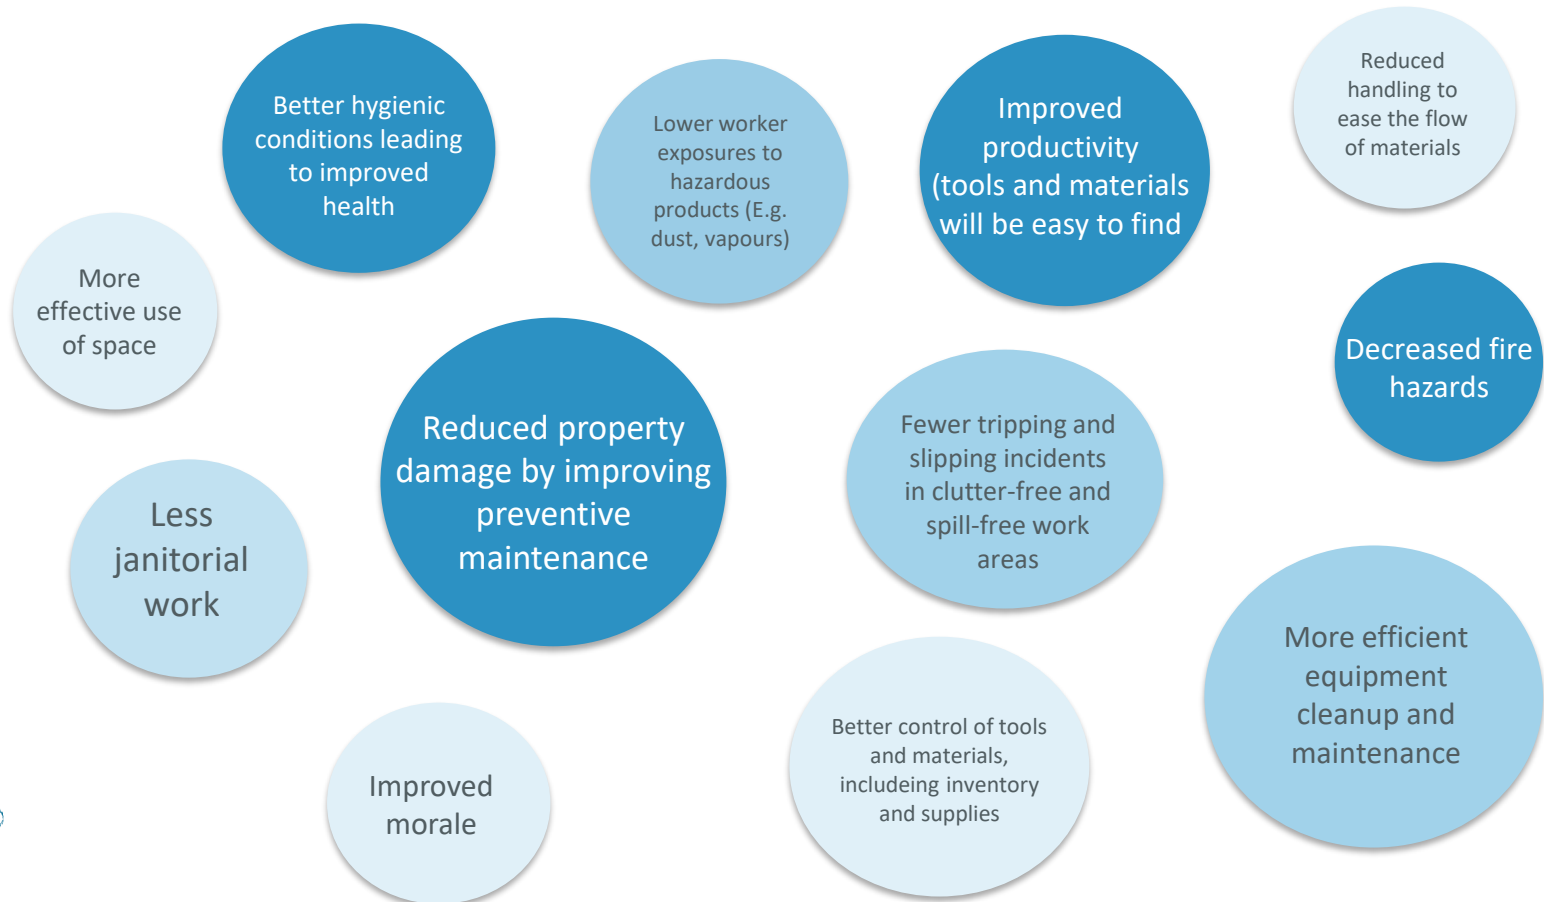 Better hygienic
conditions leading
to improved
health
Lower worker
exposures to
hazardous
products (E.g.
dust, vapours)
Improved
productivity
(tools and materials
will be easy to find
Reduced
handling to
ease the flow
of materials
More
effective use
of space
Decreased fire
hazards
Reduced property
damage by improving
preventive
maintenance
Fewer tripping and
slipping incidents
in clutter-free and
spill-free work
areas
Less
janitorial
work
More efficient
equipment
cleanup and
maintenance
Improved
morale
Better control of tools
and materials,
includeing inventory
and supplies